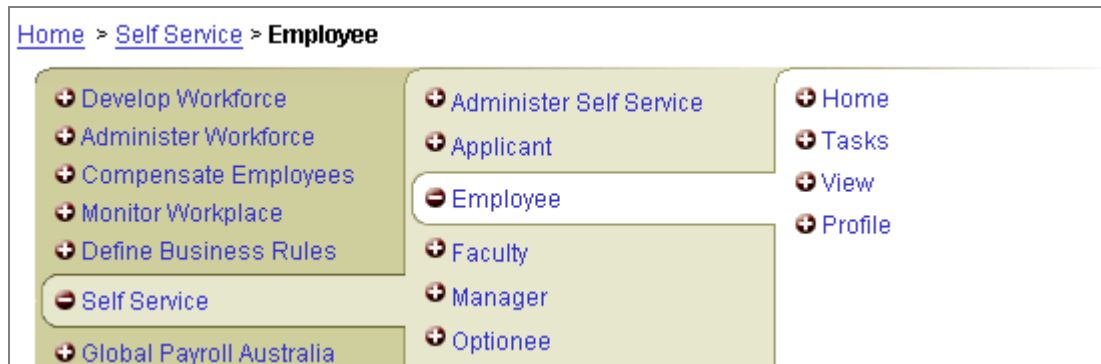 Home > Self Service > Employee
Develop Workforce
Administer Workforce
Compensate Employees
Monitor Workplace
Define Business Rules
Self Service
Global Payroll Australia
Administer Self Service
Applicant
Employee
Faculty
Manager
Optionee
Home
Tasks
View
Profile